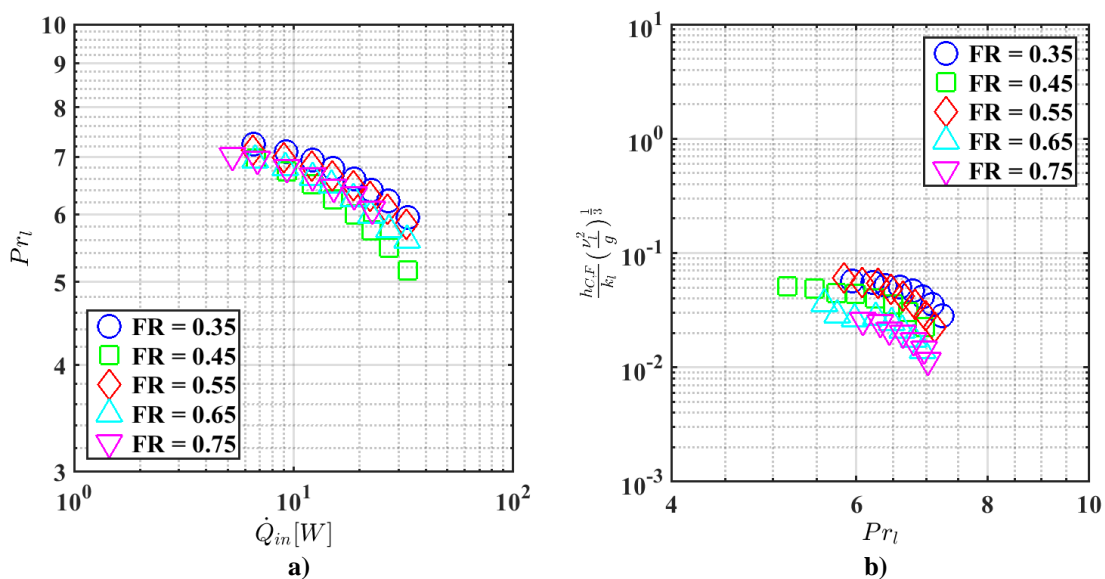 10
9
8
7
6
5
4
3
Pr_l
FR = 0.35
FR = 0.45
FR = 0.55
FR = 0.65
FR = 0.75
10^0
10^1
10^2
Q̇_in[W]
a)
10^1
10^0
10^-1
10^-2
10^-3
h_C.F/k_l (ν_l^2/g)^1/3
FR = 0.35
FR = 0.45
FR = 0.55
FR = 0.65
FR = 0.75
4
6
8
10
Pr_l
b)